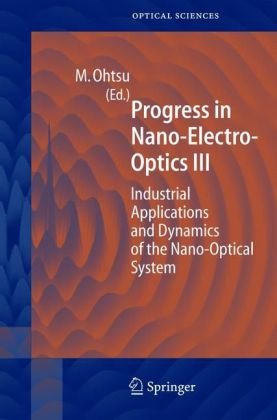 OPTICAL SCIENCES
M. Ohtsu
(Ed.)
Progress in
Nano-Electro-
Optics III
Industrial
Applications
and Dynamics
of the Nano-Optical
System
Springer